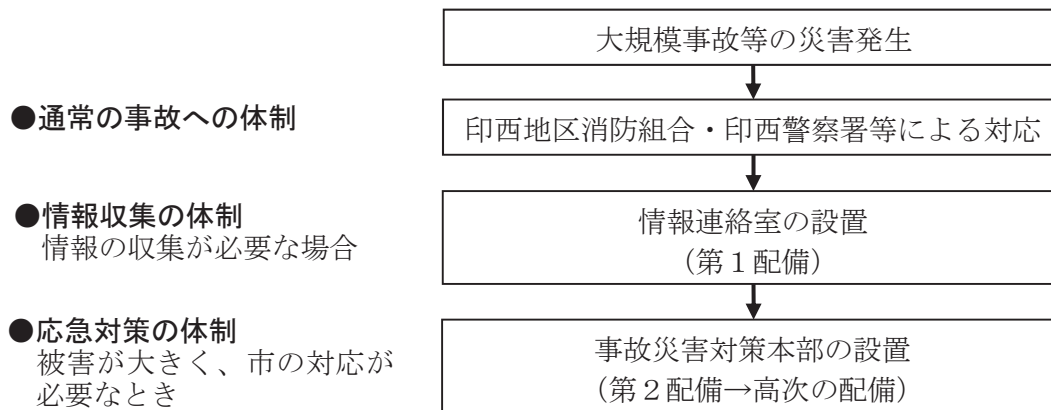 大規模事故等の災害発生
●通常の事故への体制
印西地区消防組合・印西警察署等による対応
●情報収集の体制
情報の収集が必要な場合
情報連絡室の設置
（第１配備）
●応急対策の体制
被害が大きく、市の対応が
必要なとき
事故災害対策本部の設置
（第２配備→高次の配備）